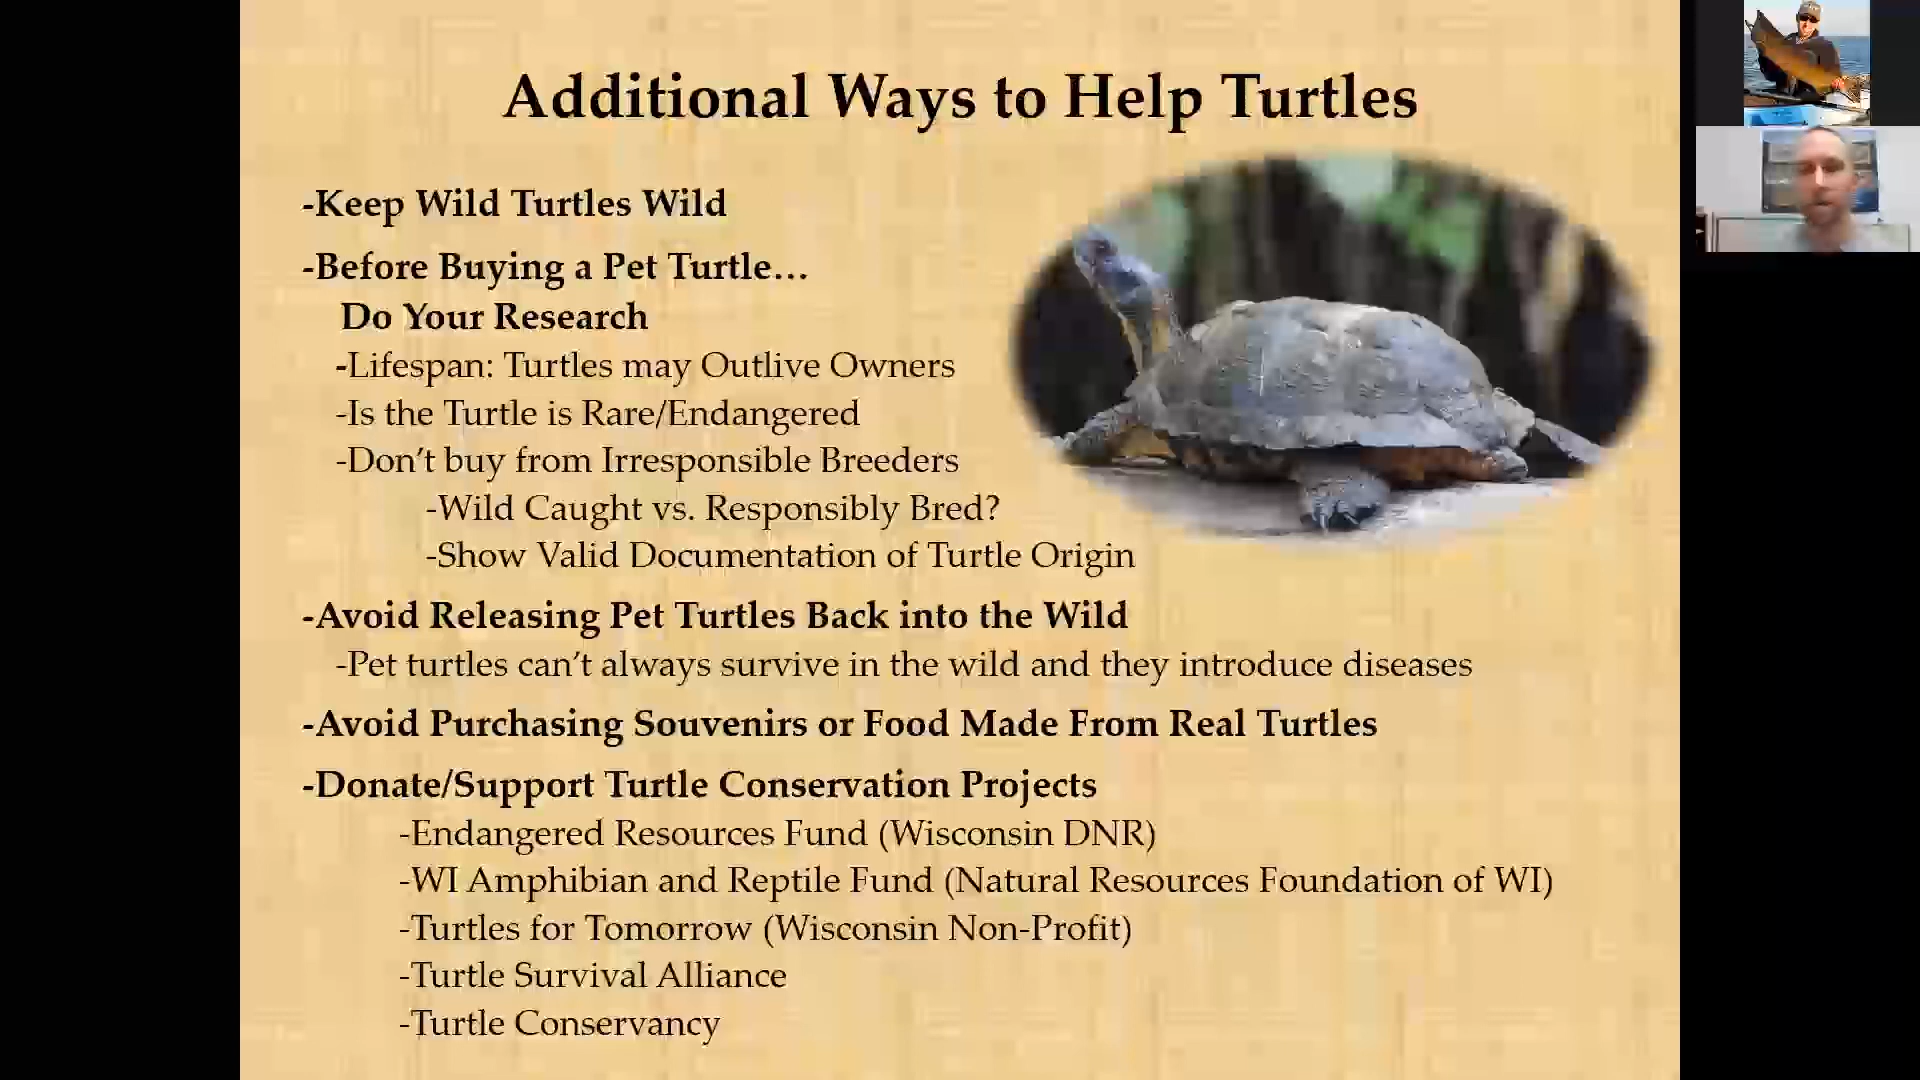 Additional Ways to Help Turtles
-Keep Wild Turtles Wild
-Before Buying a Pet Turtle…
Do Your Research
-Lifespan: Turtles may Outlive Owners
-Is the Turtle is Rare/Endangered
-Don’t buy from Irresponsible Breeders
-Wild Caught vs. Responsibly Bred?
-Show Valid Documentation of Turtle Origin
-Avoid Releasing Pet Turtles Back into the Wild
-Pet turtles can’t always survive in the wild and they introduce diseases
-Avoid Purchasing Souvenirs or Food Made From Real Turtles
-Donate/Support Turtle Conservation Projects
-Endangered Resources Fund (Wisconsin DNR)
-WI Amphibian and Reptile Fund (Natural Resources Foundation of WI)
-Turtles for Tomorrow (Wisconsin Non-Profit)
-Turtle Survival Alliance
-Turtle Conservancy